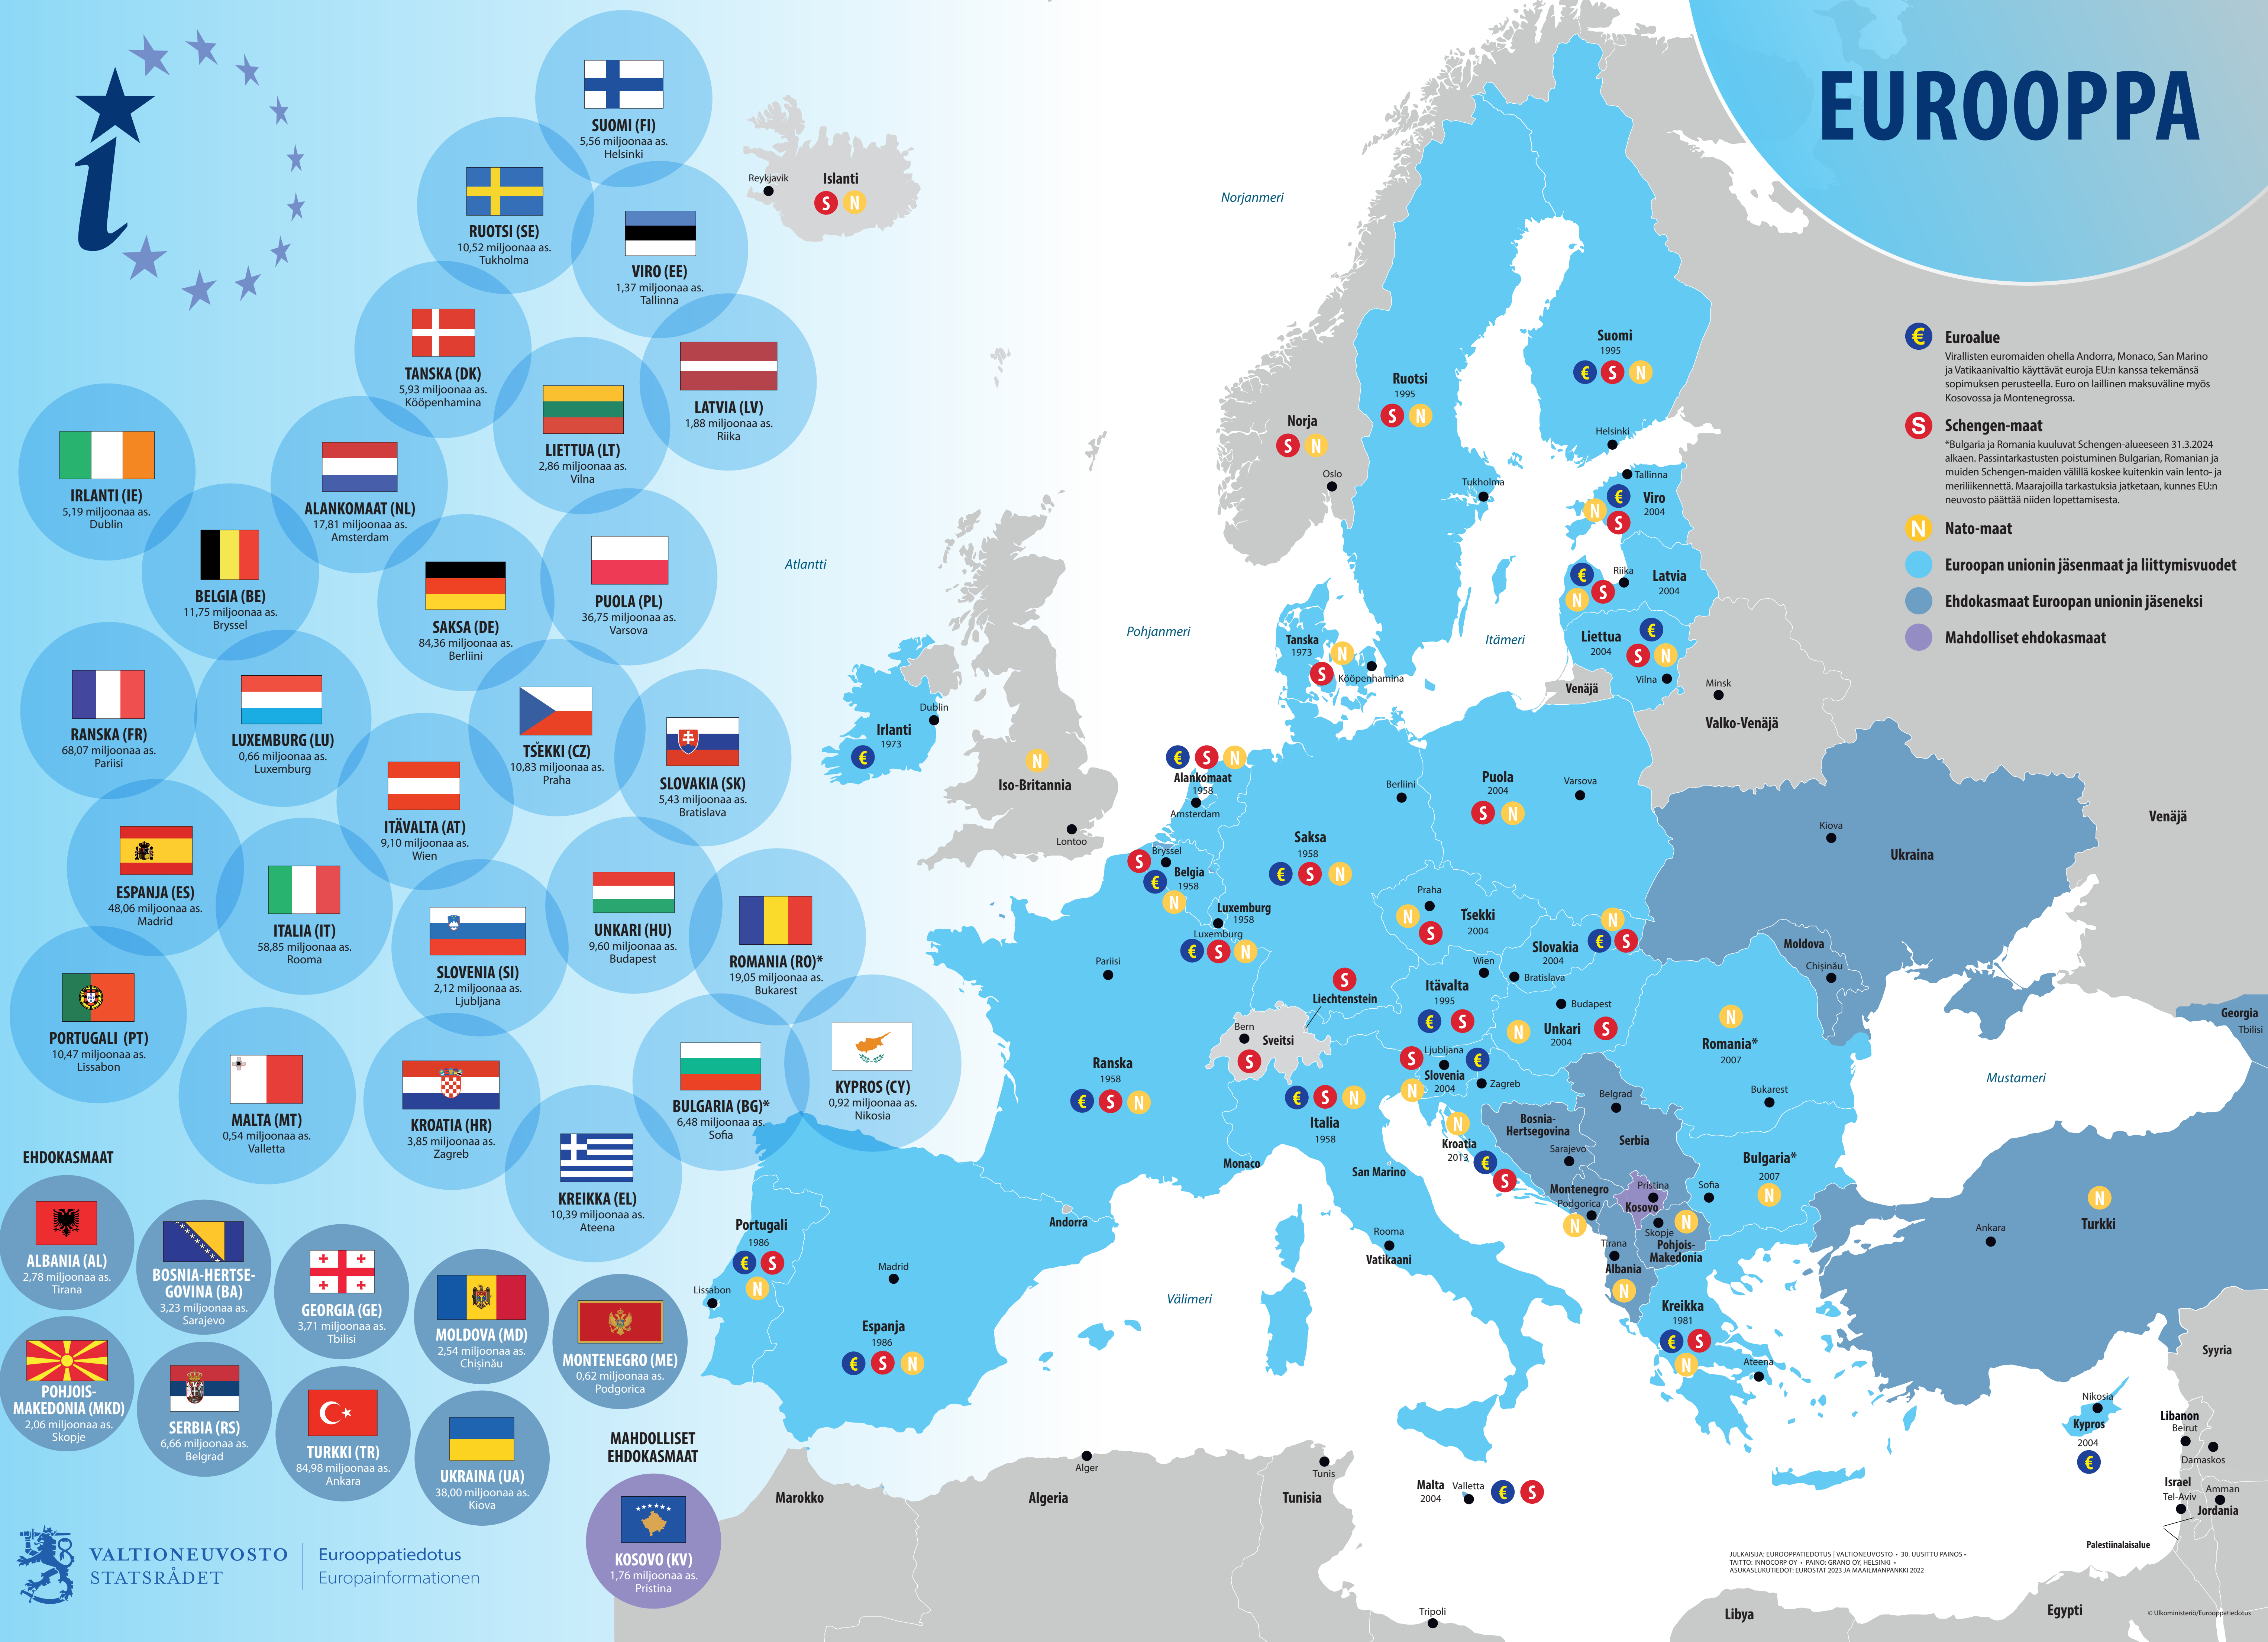 EUROOPPA
SUOMI (FI)
5,56 miljoonaa as.
Helsinki
RUOTSI (SE)
10,52 miljoonaa as.
Tukholma
VIRO (EE)
1,37 miljoonaa as.
Tallinna
TANSKA (DK)
5,93 miljoonaa as.
Kööpenhamina
LATVIA (LV)
1,88 miljoonaa as.
Riika
LIETTUA (LT)
2,86 miljoonaa as.
Vilna
IRLANTI (IE)
5,19 miljoonaa as.
Dublin
ALANKOMAAT (NL)
17,81 miljoonaa as.
Amsterdam
BELGIA (BE)
11,75 miljoonaa as.
Bryssel
SAKSA (DE)
84,36 miljoonaa as.
Berliini
PUOLA (PL)
36,75 miljoonaa as.
Varsova
RANSKA (FR)
68,07 miljoonaa as.
Pariisi
LUXEMBURG (LU)
0,66 miljoonaa as.
Luxemburg
TŠEKKI (CZ)
10,83 miljoonaa as.
Praha
SLOVAKIA (SK)
5,43 miljoonaa as.
Bratislava
ITÄVALTA (AT)
9,10 miljoonaa as.
Wien
ESPANJA (ES)
48,06 miljoonaa as.
Madrid
ITALIA (IT)
58,85 miljoonaa as.
Rooma
SLOVENIA (SI)
2,12 miljoonaa as.
Ljubljana
UNKARI (HU)
9,60 miljoonaa as.
Budapest
ROMANIA (RO)*
19,05 miljoonaa as.
Bukarest
PORTUGALI (PT)
10,47 miljoonaa as.
Lissabon
MALTA (MT)
0,54 miljoonaa as.
Valletta
KROATIA (HR)
3,85 miljoonaa as.
Zagreb
BULGARIA (BG)*
6,48 miljoonaa as.
Sofia
KYPROS (CY)
0,92 miljoonaa as.
Nikosia
KREIKKA (EL)
10,39 miljoonaa as.
Ateena
EHDOKASMAAT
ALBANIA (AL)
2,78 miljoonaa as.
Tirana
BOSNIA-HERTSE-
GOVINA (BA)
3,23 miljoonaa as.
Sarajevo
GEORGIA (GE)
3,71 miljoonaa as.
Tbilisi
MOLDOVA (MD)
2,54 miljoonaa as.
Chişinău
MONTENEGRO (ME)
0,62 miljoonaa as.
Podgorica
POHJOIS-
MAKEDONIA (MKD)
2,06 miljoonaa as.
Skopje
SERBIA (RS)
6,66 miljoonaa as.
Belgrad
TURKKI (TR)
84,98 miljoonaa as.
Ankara
UKRAINA (UA)
38,00 miljoonaa as.
Kiova
MAHDOLLISET
EHDOKASMAAT
KOSOVO (KV)
1,76 miljoonaa as.
Pristina
VALTIONEUVOSTO
STATSRÅDET
Eurooppatiedotus
Europainformationen
€
Euroalue
Virallisten euromaiden ohella Andorra, Monaco, San Marino
ja Vatikaanivaltio käyttävät euroja EU:n kanssa tekemänsä
sopimuksen perusteella. Euro on laillinen maksuväline myös
Kosovossa ja Montenegrossa.
S
Schengen-maat
*Bulgaria ja Romania kuuluvat Schengen-alueeseen 31.3.2024
alkaen. Passintarkastusten poistuminen Bulgarian, Romanian ja
muiden Schengen-maiden välillä koskee kuitenkin vain lento- ja
meriliikennettä. Maarajoilla tarkastuksia jatketaan, kunnes EU:n
neuvosto päättää niiden lopettamisesta.
N
Nato-maat
Euroopan unionin jäsenmaat ja liittymisvuodet
Ehdokasmaat Euroopan unionin jäseneksi
Mahdolliset ehdokasmaat
Reykjavik
Islanti
S N
Norjanmeri
Atlantti
Pohjanmeri
Itämeri
Suomi
1995
€ S N
Helsinki
Ruotsi
1995
S N
Tukholma
Norja
S N
Oslo
Tallinna
Viro
2004
€ N S
Riika
Latvia
2004
€ S N
Liettua
2004
€ S N
Vilna
Venäjä
Minsk
Valko-Venäjä
Tanska
1973
N S
Kööpenhamina
Dublin
Irlanti
1973
€
N
Iso-Britannia
Lontoo
€ S N
Alankomaat
1958
Amsterdam
Berliini
Saksa
1958
€ S N
Puola
2004
S N
Varsova
Venäjä
Kiova
Ukraina
S
Bryssel
€
Belgia
1958
N
Luxemburg
1958
Luxemburg
€ S N
Praha
N
Tšekki
2004
S
N
Slovakia
2004
€ S
Moldova
Chişinău
Pariisi
Wien
Bratislava
S
Liechtenstein
Itävalta
1995
€ S
Budapest
N
Unkari
2004
S
N
Romania*
2007
Georgia
Tbilisi
Bern
Sveitsi
S
Ranska
1958
€ S N
Ljubljana
S €
Slovenia
2004
N
Zagreb
Belgrad
Bukarest
Mustameri
€ S N
Italia
1958
N
Kroatia
2013
€
S
Bosnia-
Hertsegovina
Sarajevo
Serbia
Monaco
San Marino
Bulgaria*
2007
N
Sofia
Montenegro
Podgorica
N
Pristina
Kosovo
Skopje
N
Pohjois-
Makedonia
N
Turkki
Ankara
Andorra
Portugali
1986
€ S
N
Lissabon
Madrid
Espanja
1986
€ S N
Rooma
Vatikaani
Välimeri
Tirana
Albania
N
Kreikka
1981
€ S
N
Ateena
Syyria
Nikosia
Kypros
2004
€
Libanon
Beirut
Damaskos
Israel
Tel-Aviv
Amman
Jordania
Palestiinalaisalue
Malta
2004
Valletta
€ S
Marokko
Alger
Algeria
Tunis
Tunisia
Tripoli
Libya
Egypti
JULKAISIJA: EUROOPPATIEDOTUS | VALTIONEUVOSTO • 30. UUSITTU PAINOS •
TAITTO: INNOCORP OY • PAINO: GRANO OY, HELSINKI •
ASUKASLUKUTIEDOT: EUROSTAT 2023 JA MAAILMANPANKKI 2022
© Ulkoministeriö/Eurooppatiedotus